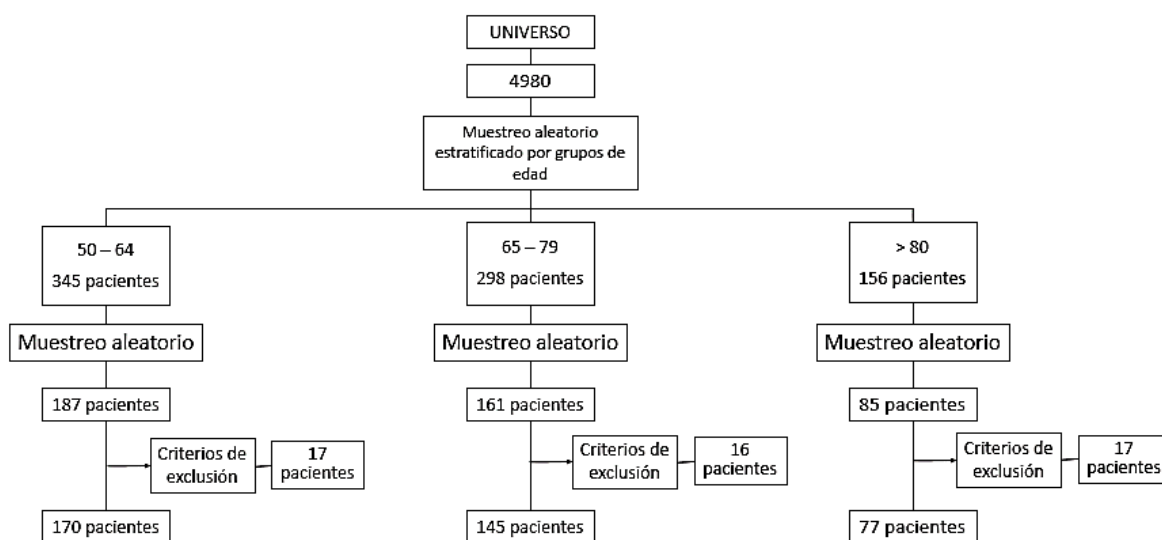 UNIVERSO
4980
Muestreo aleatorio
estratificado por grupos de
edad
50 – 64
345 pacientes
65 – 79
298 pacientes
> 80
156 pacientes
Muestreo aleatorio
Muestreo aleatorio
Muestreo aleatorio
187 pacientes
161 pacientes
85 pacientes
Criterios de
exclusión
17
pacientes
Criterios de
exclusión
16
pacientes
Criterios de
exclusión
17
pacientes
170 pacientes
145 pacientes
77 pacientes